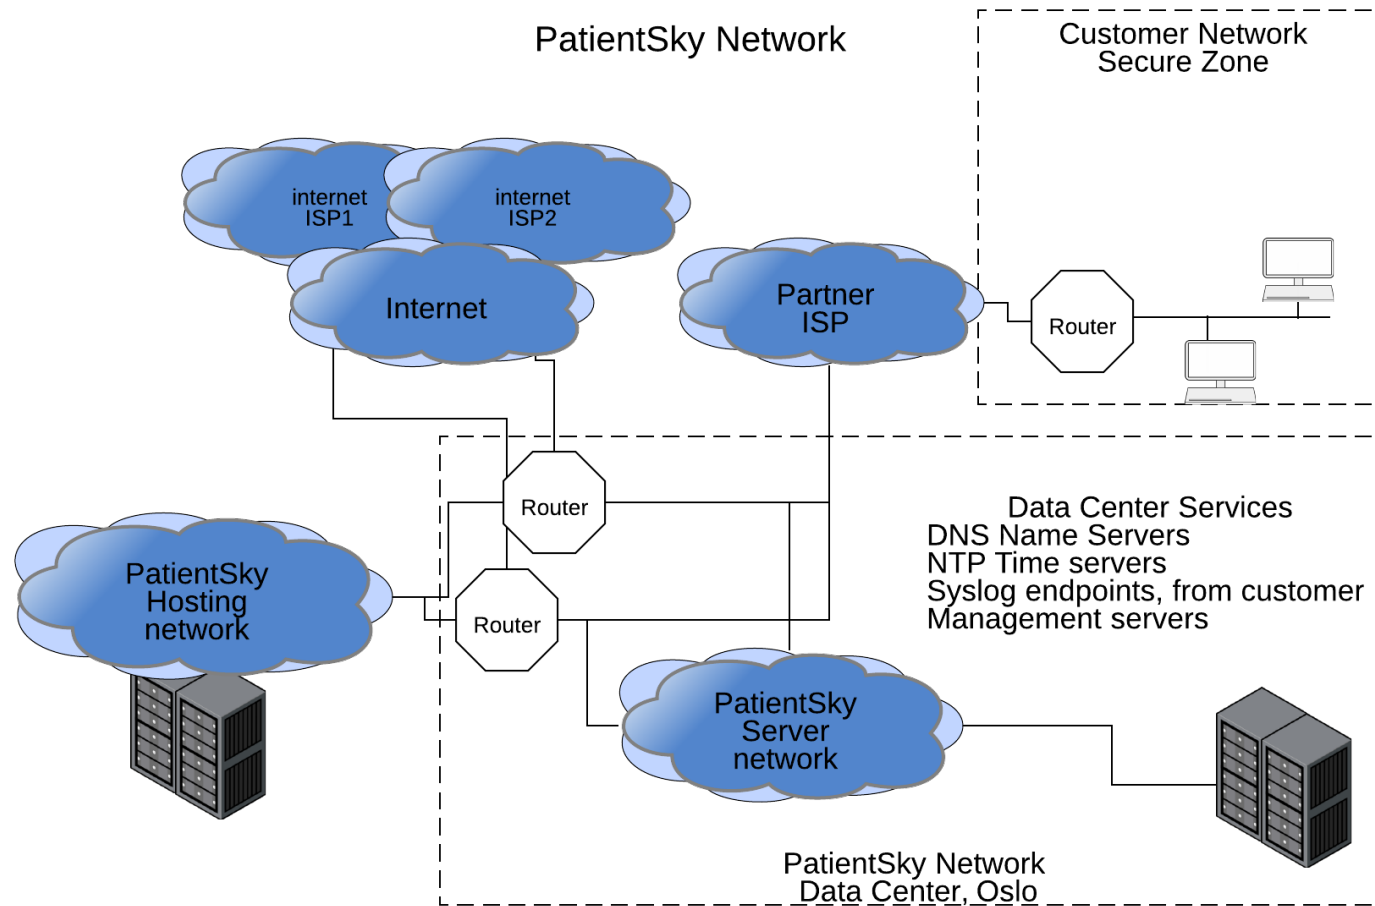 PatientSky Network
Customer Network
Secure Zone
internet
ISP1
internet
ISP2
Internet
Partner
ISP
Router
Router
Data Center Services
DNS Name Servers
NTP Time servers
Syslog endpoints, from customer
Management servers
PatientSky
Hosting
network
Router
PatientSky
Server
network
PatientSky Network
Data Center, Oslo